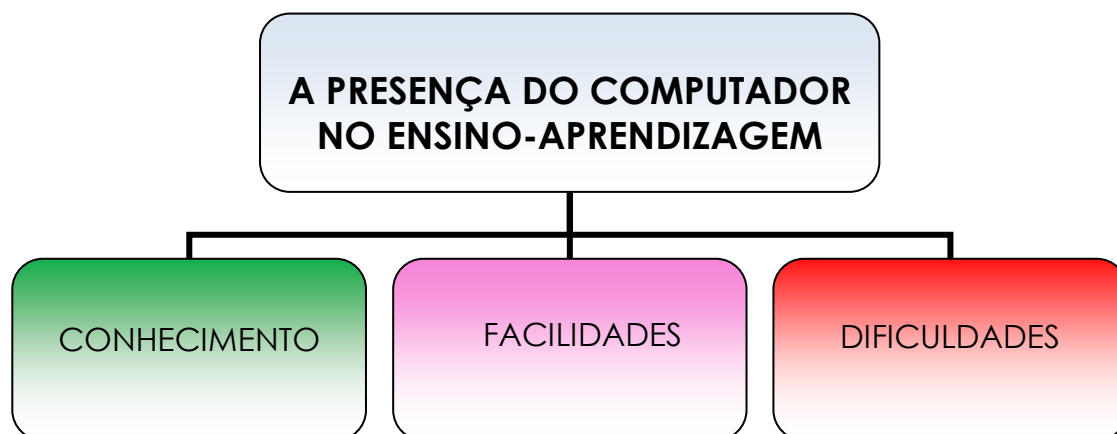 A PRESENÇA DO COMPUTADOR
NO ENSINO-APRENDIZAGEM
CONHECIMENTO
FACILIDADES
DIFICULDADES